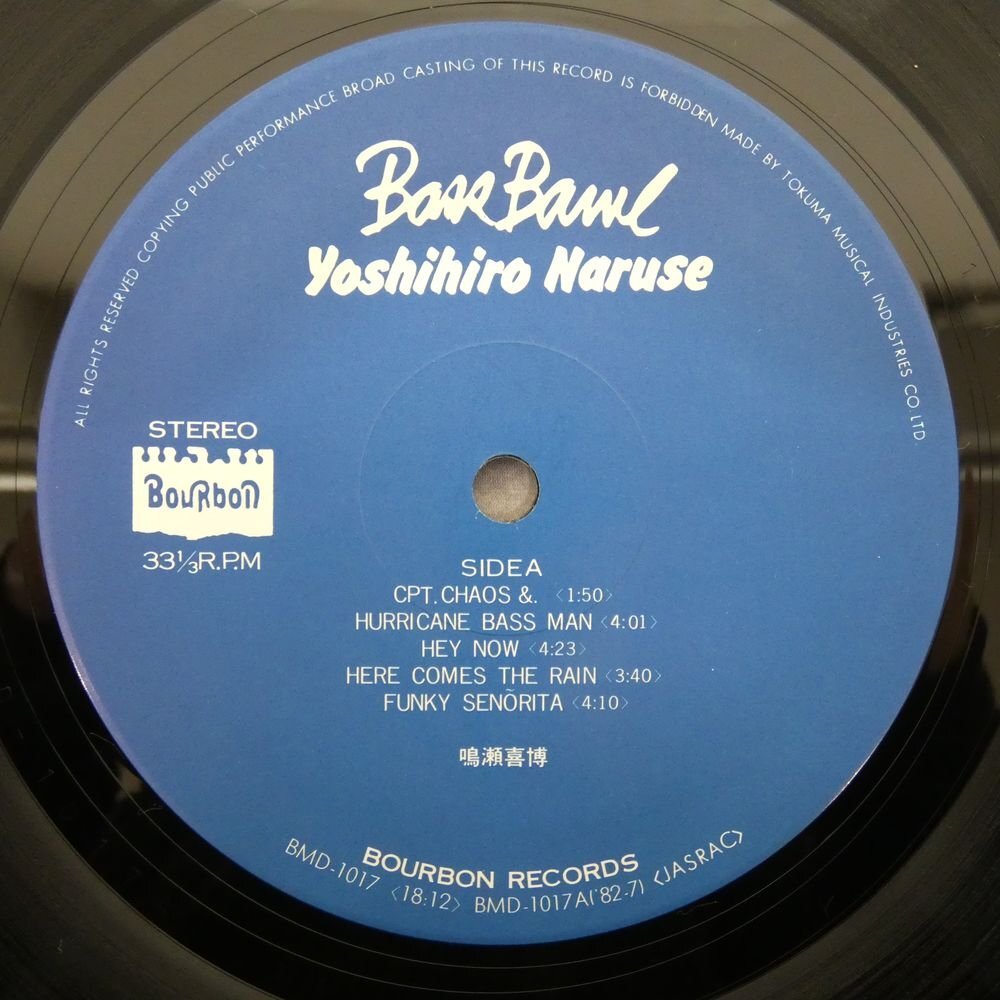 ALL RIGHTS RESERVED COPYING PUBLIC PERFORMANCE BROAD CASTING OF THIS RECORD IS FORBIDDEN MADE BY TOKUMA MUSICAL INDUSTRIES CO. LTD.
Bass Bawl
Yoshihiro Naruse
STEREO
BouRbon
33⅓R.P.M
SIDE A
CPT. CHAOS &. 〈1:50〉
HURRICANE BASS MAN 〈4:01〉
HEY NOW 〈4:23〉
HERE COMES THE RAIN 〈3:40〉
FUNKY SENÕRITA 〈4:10〉
鳴瀬喜博
BOURBON RECORDS
BMD-1017 〈18:12〉 BMD-1017A('82-7) 〈JASRAC〉